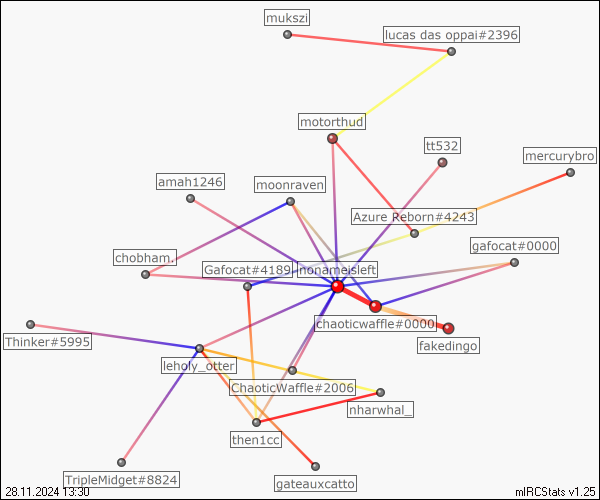 mukszi
lucas das oppai#2396
motorthud
tt532
mercurybro
amah1246
moonraven
Azure Reborn#4243
gafocat#0000
chobham.
Gafocat#4189
nonameisleft
chaoticwaffle#0000
Thinker#5995
fakedingo
leholy_otter
ChaoticWaffle#2006
nharwhal_
then1cc
TripleMidget#8824
gateauxcatto
28.11.2024 13:30
mIRCStats v1.25